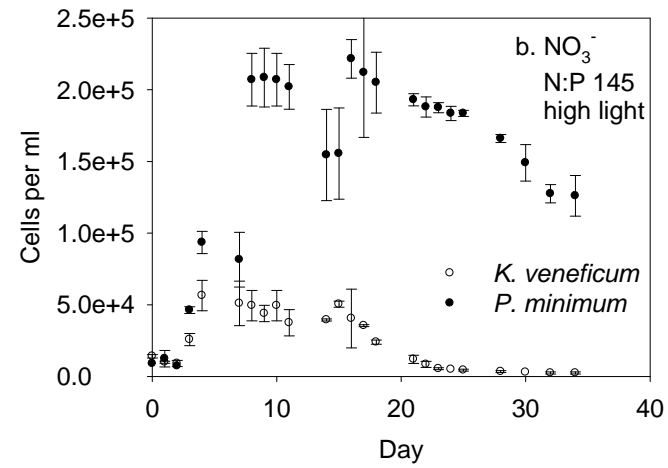 2.5e+5
b. NO3-
2.0e+5
N:P 145
high light
1.5e+5
Cells per ml
1.0e+5
K. veneficum
5.0e+4
P. minimum
0.0
0 10 20 30 40
Day